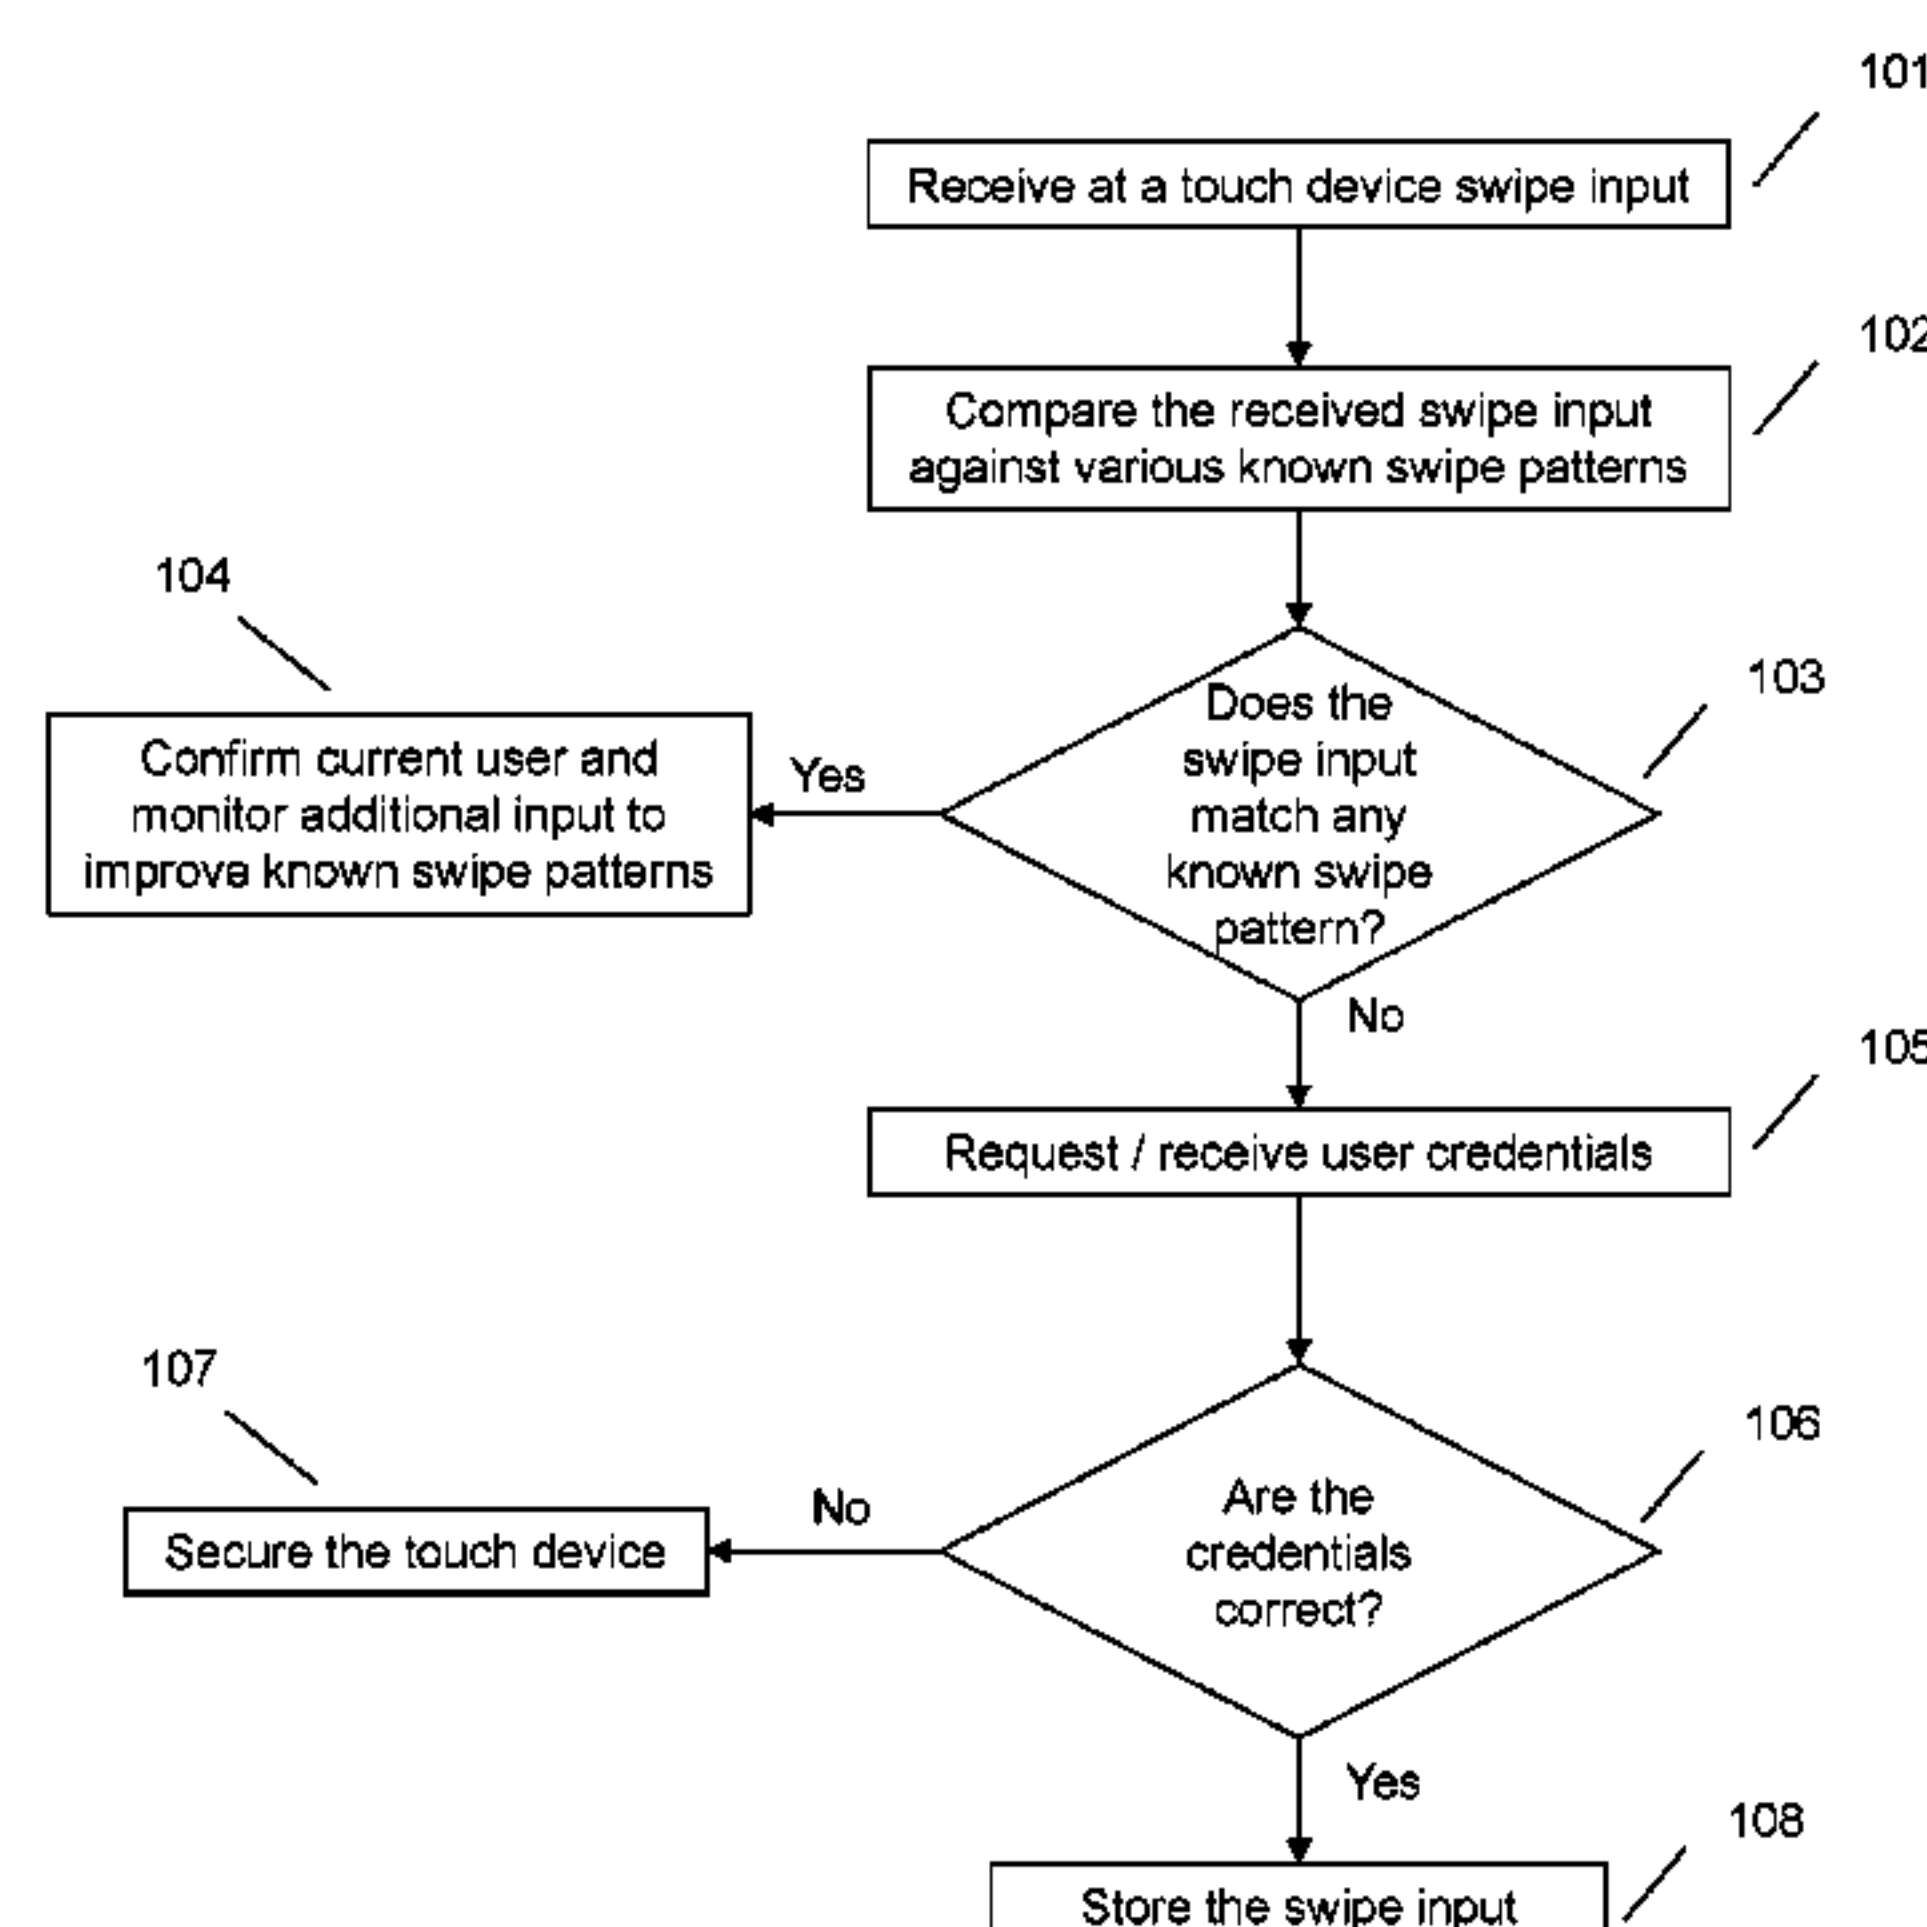 101
Receive at a touch device swipe input
102
Compare the received swipe input
against various known swipe patterns
104
103
Confirm current user and
monitor additional input to
improve known swipe patterns
Yes
Does the
swipe input
match any
known swipe
pattern?
No
105
Request / receive user credentials
107
106
Secure the touch device
No
Are the
credentials
correct?
Yes
108
Store the swipe input